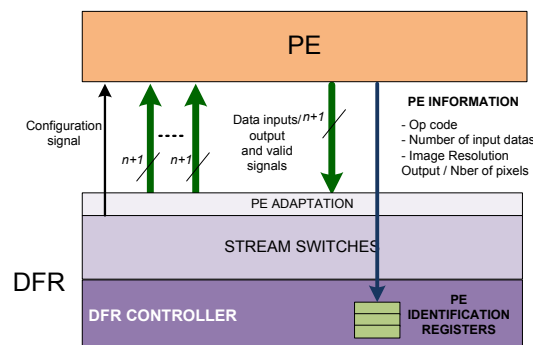 PE
Configuration
signal
n+1
n+1
Data inputs/
output
and valid
signals
n+1
PE INFORMATION
- Op code
- Number of input datas
- Image Resolution
Output / Nber of pixels
PE ADAPTATION
STREAM SWITCHES
DFR
DFR CONTROLLER
PE
IDENTIFICATION
REGISTERS